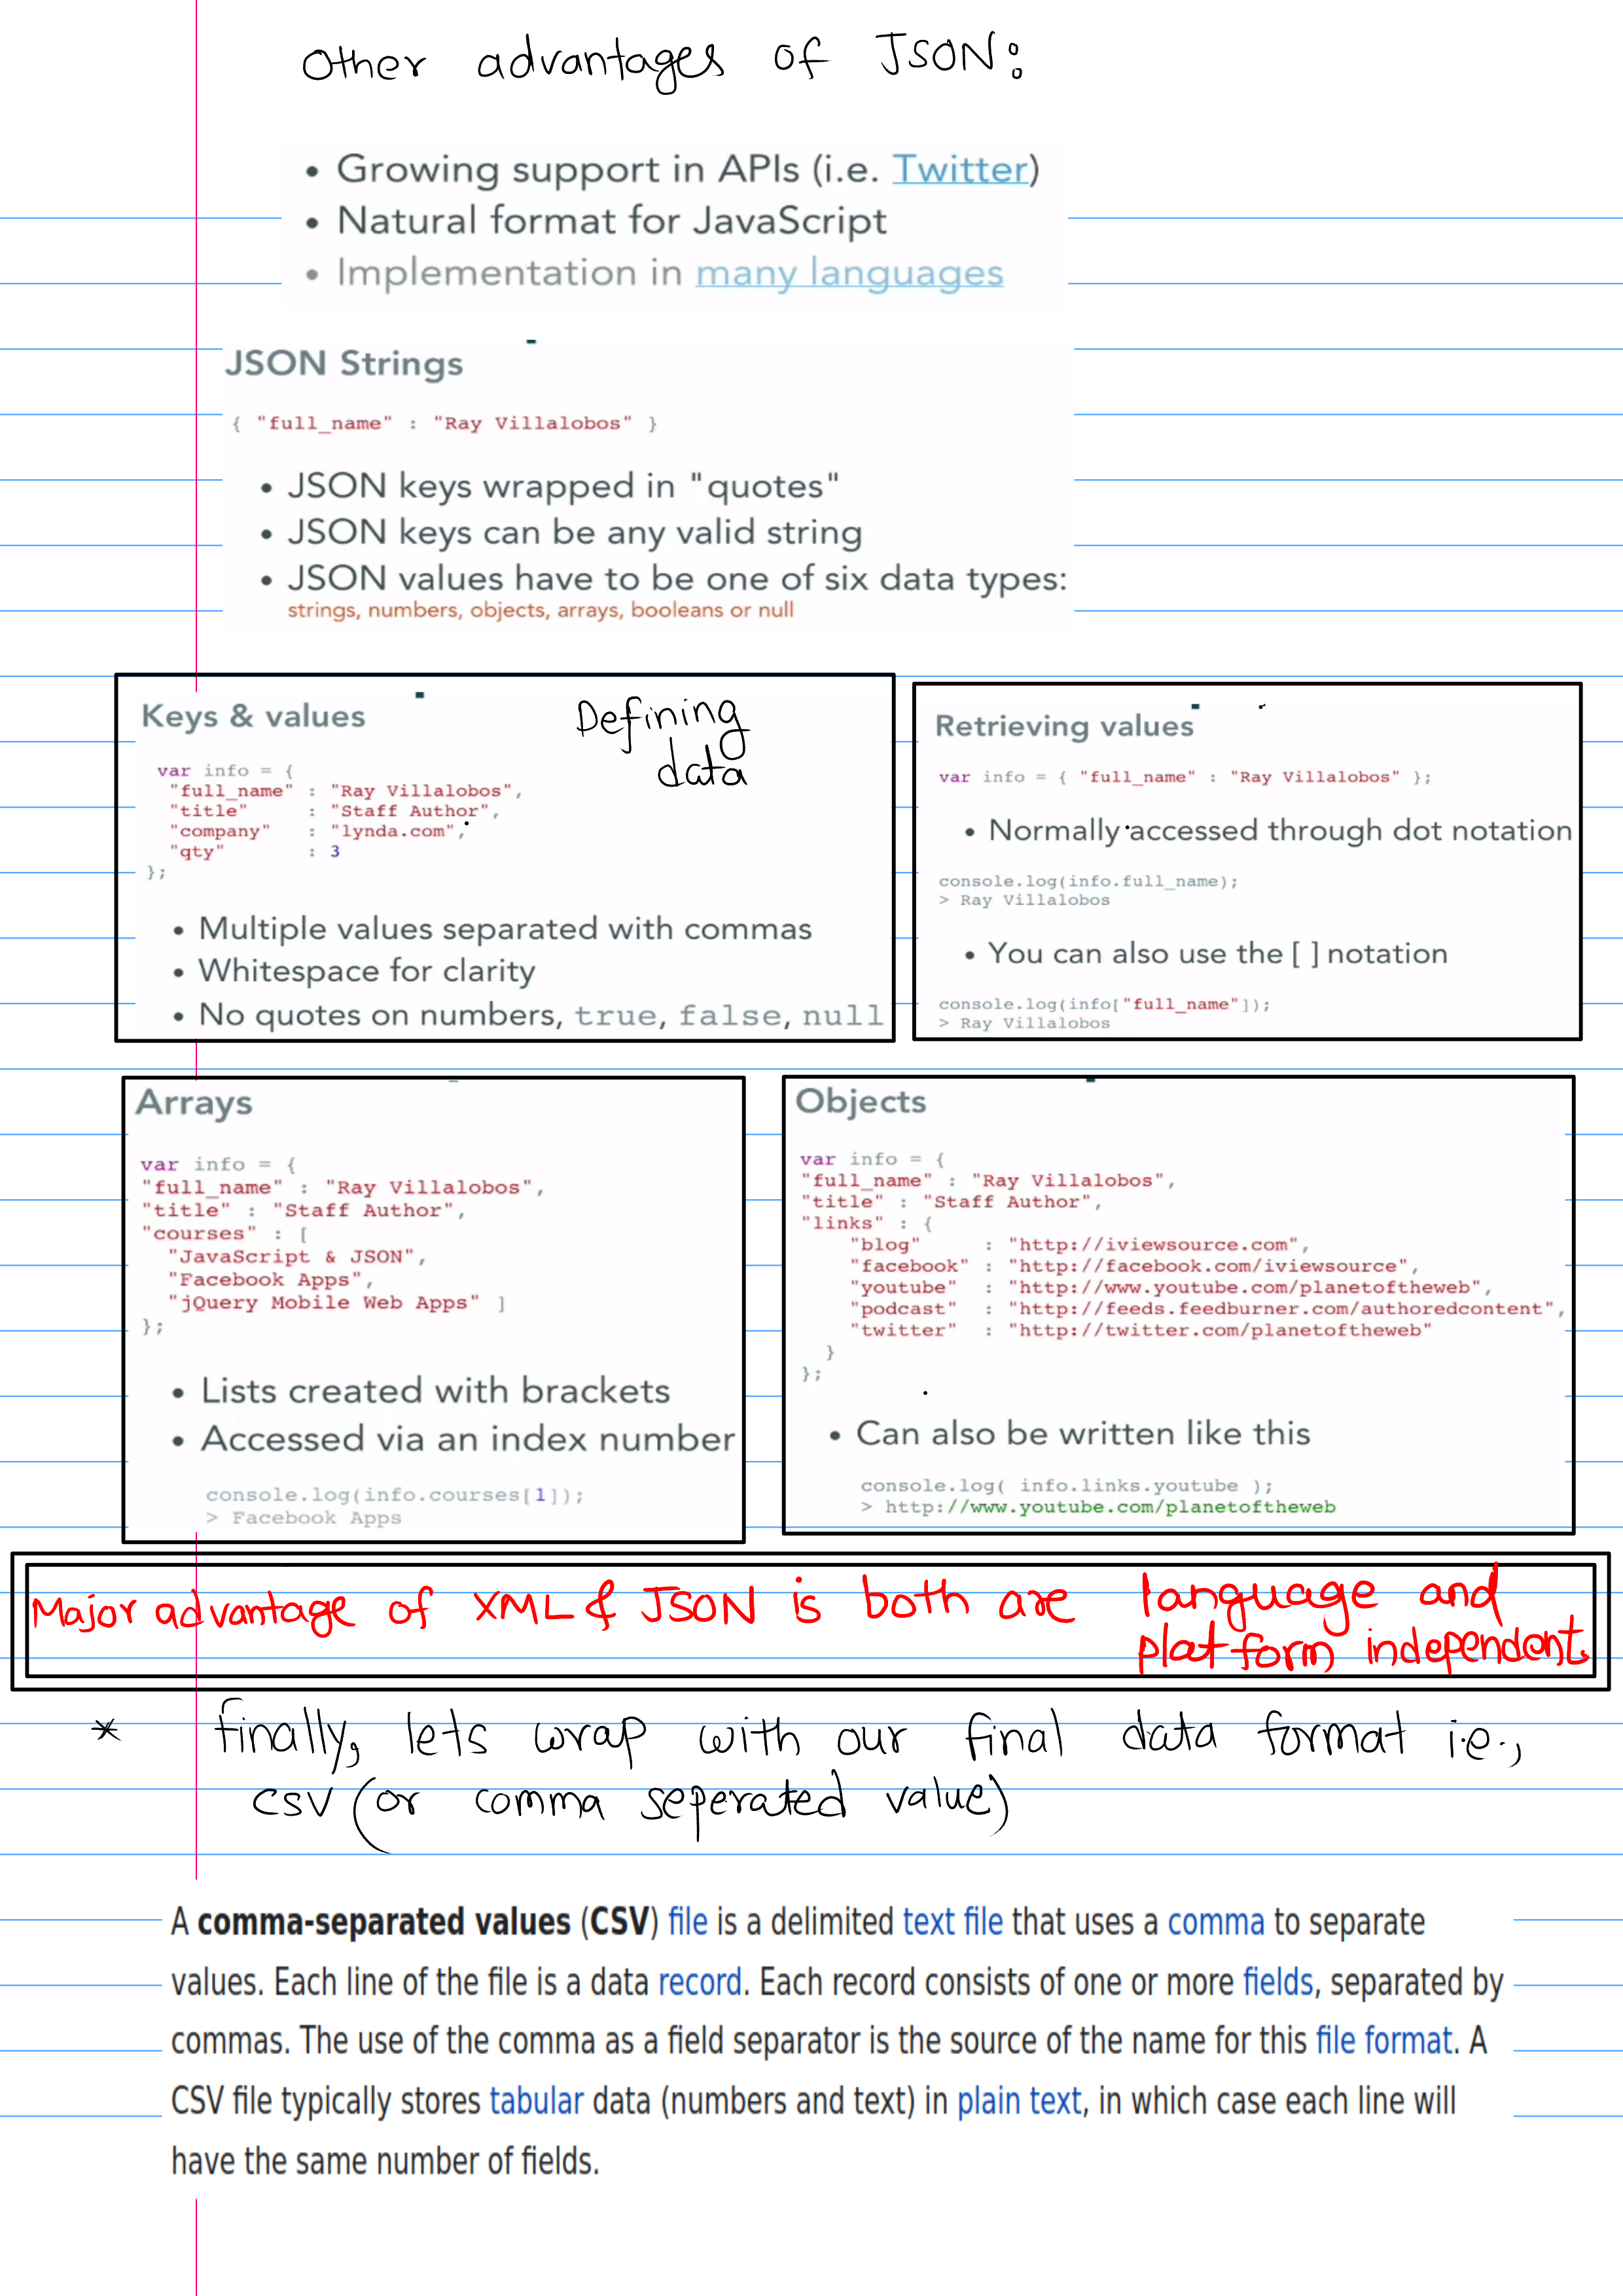 Other advantages of JSON:
• Growing support in APIs (i.e. Twitter)
• Natural format for JavaScript
• Implementation in many languages
JSON Strings
{ "full_name" : "Ray Villalobos" }
• JSON keys wrapped in "quotes"
• JSON keys can be any valid string
• JSON values have to be one of six data types:
strings, numbers, objects, arrays, booleans or null
Keys & values
Defining
data
var info = {
"full_name" : "Ray Villalobos",
"title" : "Staff Author",
"company" : "lynda.com",
"qty" : 3
};
• Multiple values separated with commas
• Whitespace for clarity
• No quotes on numbers, true, false, null
Retrieving values
var info = { "full_name" : "Ray Villalobos" };
• Normally accessed through dot notation
console.log(info.full_name);
> Ray Villalobos
• You can also use the [ ] notation
console.log(info["full_name"]);
> Ray Villalobos
Arrays
var info = {
"full_name" : "Ray Villalobos",
"title" : "Staff Author",
"courses" : [
"JavaScript & JSON",
"Facebook Apps",
"jQuery Mobile Web Apps" ]
};
• Lists created with brackets
• Accessed via an index number
console.log(info.courses[1]);
> Facebook Apps
Objects
var info = {
"full_name" : "Ray Villalobos",
"title" : "Staff Author",
"links" : {
"blog" : "http://iviewsource.com",
"facebook" : "http://facebook.com/iviewsource",
"youtube" : "http://www.youtube.com/planetoftheweb",
"podcast" : "http://feeds.feedburner.com/authoredcontent",
"twitter" : "http://twitter.com/planetoftheweb"
}
};
• Can also be written like this
console.log( info.links.youtube );
> http://www.youtube.com/planetoftheweb
Major advantage of XML & JSON is both are language and
platform independent.
* finally, lets wrap with our final data format i.e.,
csv (or comma seperated value)
A comma-separated values (CSV) file is a delimited text file that uses a comma to separate
values. Each line of the file is a data record. Each record consists of one or more fields, separated by
commas. The use of the comma as a field separator is the source of the name for this file format. A
CSV file typically stores tabular data (numbers and text) in plain text, in which case each line will
have the same number of fields.